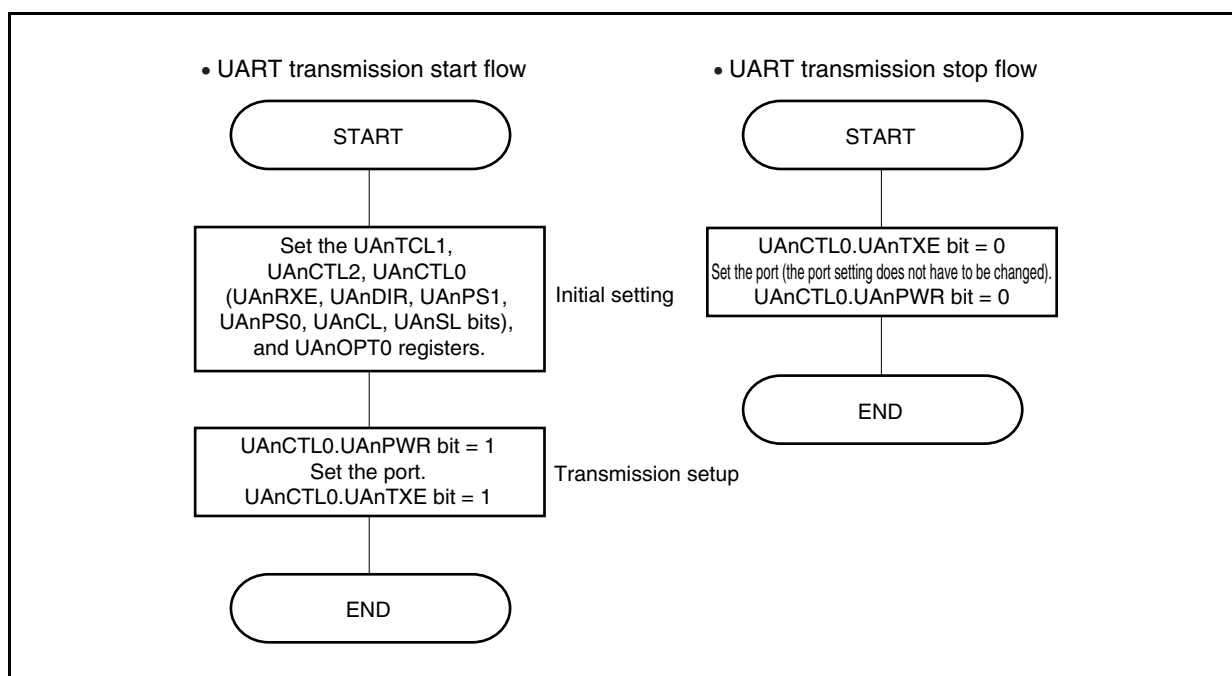 • UART transmission start flow
START
Set the UAnTCL1,
UAnCTL2, UAnCTL0
(UAnRXE, UAnDIR, UAnPS1,
UAnPS0, UAnCL, UAnSL bits),
and UAnOPT0 registers.
Initial setting
UAnCTL0.UAnPWR bit = 1
Set the port.
UAnCTL0.UAnTXE bit = 1
Transmission setup
END
• UART transmission stop flow
START
UAnCTL0.UAnTXE bit = 0
Set the port (the port setting does not have to be changed).
UAnCTL0.UAnPWR bit = 0
END